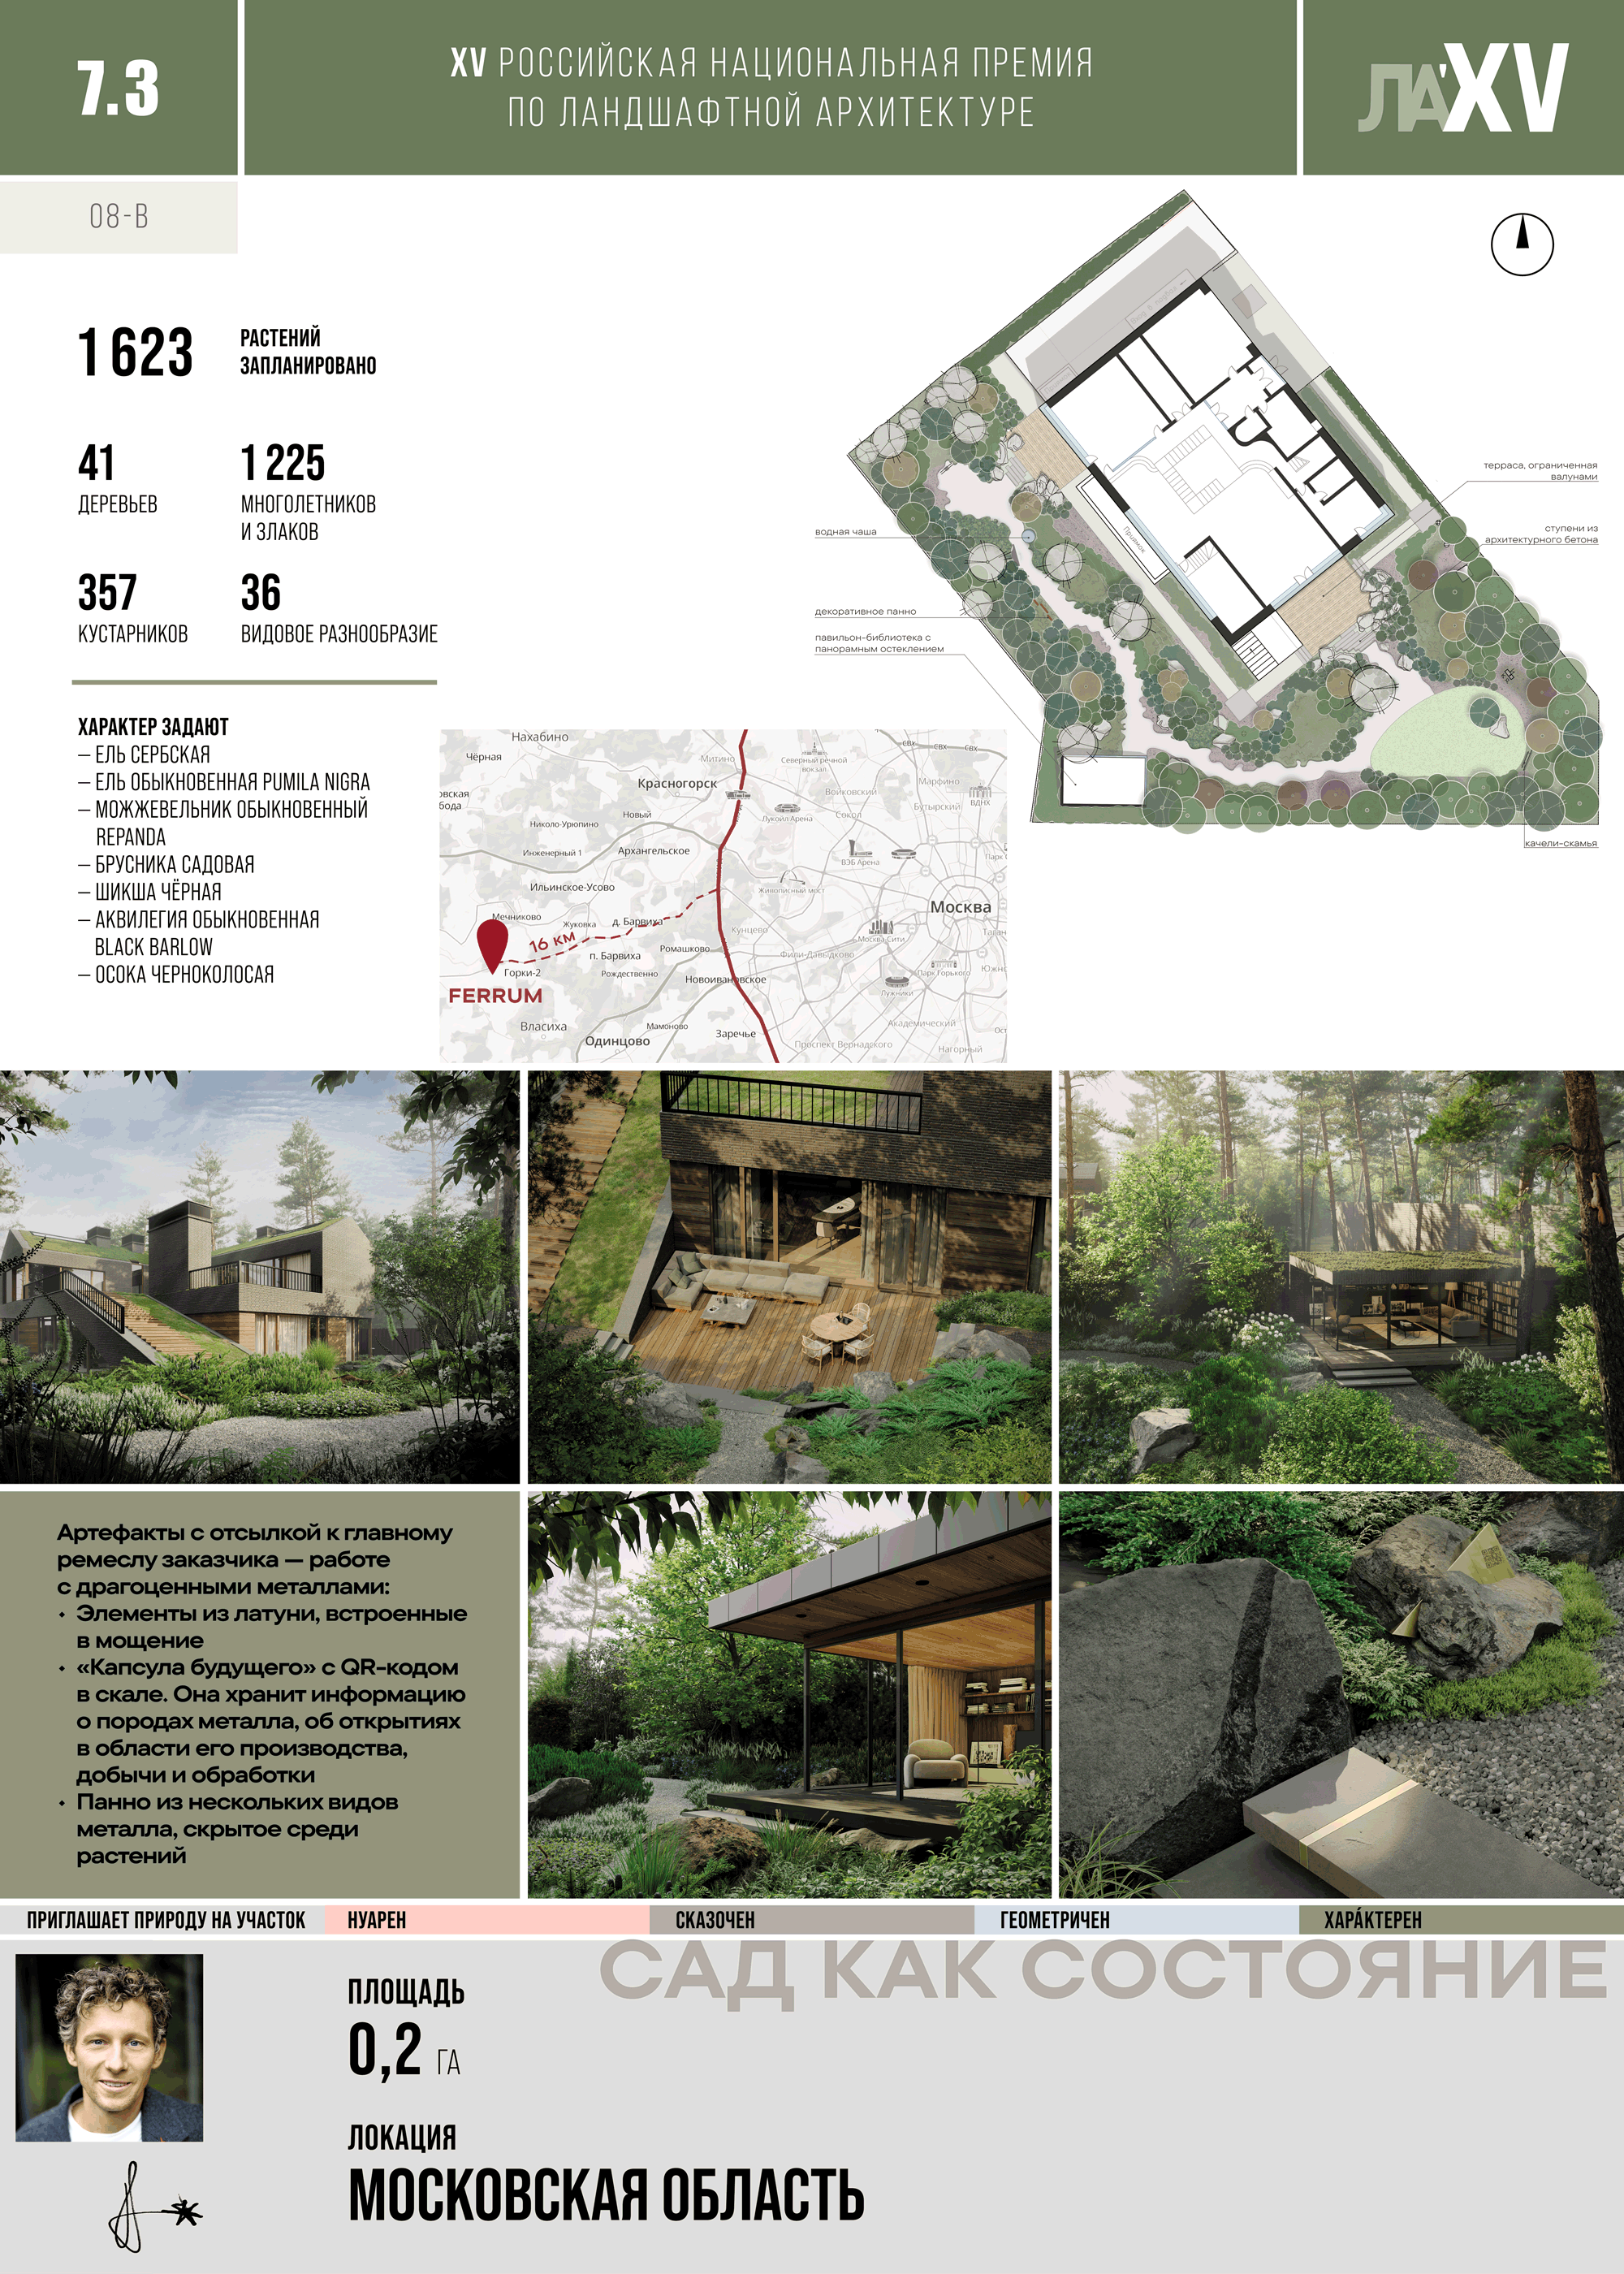 7.3
XV РОССИЙСКАЯ НАЦИОНАЛЬНАЯ ПРЕМИЯ
ПО ЛАНДШАФТНОЙ АРХИТЕКТУРЕ
ЛА'XV
08-В
1 623
РАСТЕНИЙ
ЗАПЛАНИРОВАНО
41
ДЕРЕВЬЕВ
1 225
МНОГОЛЕТНИКОВ
И ЗЛАКОВ
357
КУСТАРНИКОВ
36
ВИДОВОЕ РАЗНООБРАЗИЕ
ХАРАКТЕР ЗАДАЮТ
– ЕЛЬ СЕРБСКАЯ
– ЕЛЬ ОБЫКНОВЕННАЯ PUMILA NIGRA
– МОЖЖЕВЕЛЬНИК ОБЫКНОВЕННЫЙ
REPANDA
– БРУСНИКА САДОВАЯ
– ШИКША ЧЁРНАЯ
– АКВИЛЕГИЯ ОБЫКНОВЕННАЯ
BLACK BARLOW
– ОСОКА ЧЕРНОКОЛОСАЯ
терраса, ограниченная
валунами
ступени из
архитектурного бетона
водная чаша
декоративное панно
павильон-библиотека с
панорамным остеклением
Приямок
качели-скамья
Нахабино
Чёрная
Митино
Северный речной
вокзал
СВХ
СВХ
СВХ
Красногорск
Войковский
Марфино
ВДНХ
Бутырский
овская
бода
Новый
Лукойл Арена
Сокол
Николо-Урюпино
Инженерный 1
Архангельское
ВЭБ Арена
Парк
Ильинское-Усово
Живописный мост
Москва
Мечниково
Жуковка
д. Барвиха
Кунцево
Москва Сити
Таган
16 км
Ромашково
Фили-Давыдково
п. Барвиха
Парк Горького
Южно
Горки-2
Рождественно
Новоивановское
Лужники
FERRUM
Власиха
Мамоново
Заречье
Академический
Ост
Одинцово
Проспект Вернадского
Нагорный
Артефакты с отсылкой к главному
ремеслу заказчика — работе
с драгоценными металлами:
• Элементы из латуни, встроенные
в мощение
• «Капсула будущего» с QR-кодом
в скале. Она хранит информацию
о породах металла, об открытиях
в области его производства,
добычи и обработки
• Панно из нескольких видов
металла, скрытое среди
растений
ПРИГЛАШАЕТ ПРИРОДУ НА УЧАСТОК
НУАРЕН
СКАЗОЧЕН
ГЕОМЕТРИЧЕН
ХАРА́КТЕРЕН
САД КАК СОСТОЯНИЕ
ПЛОЩАДЬ
0,2 ГА
ЛОКАЦИЯ
МОСКОВСКАЯ ОБЛАСТЬ